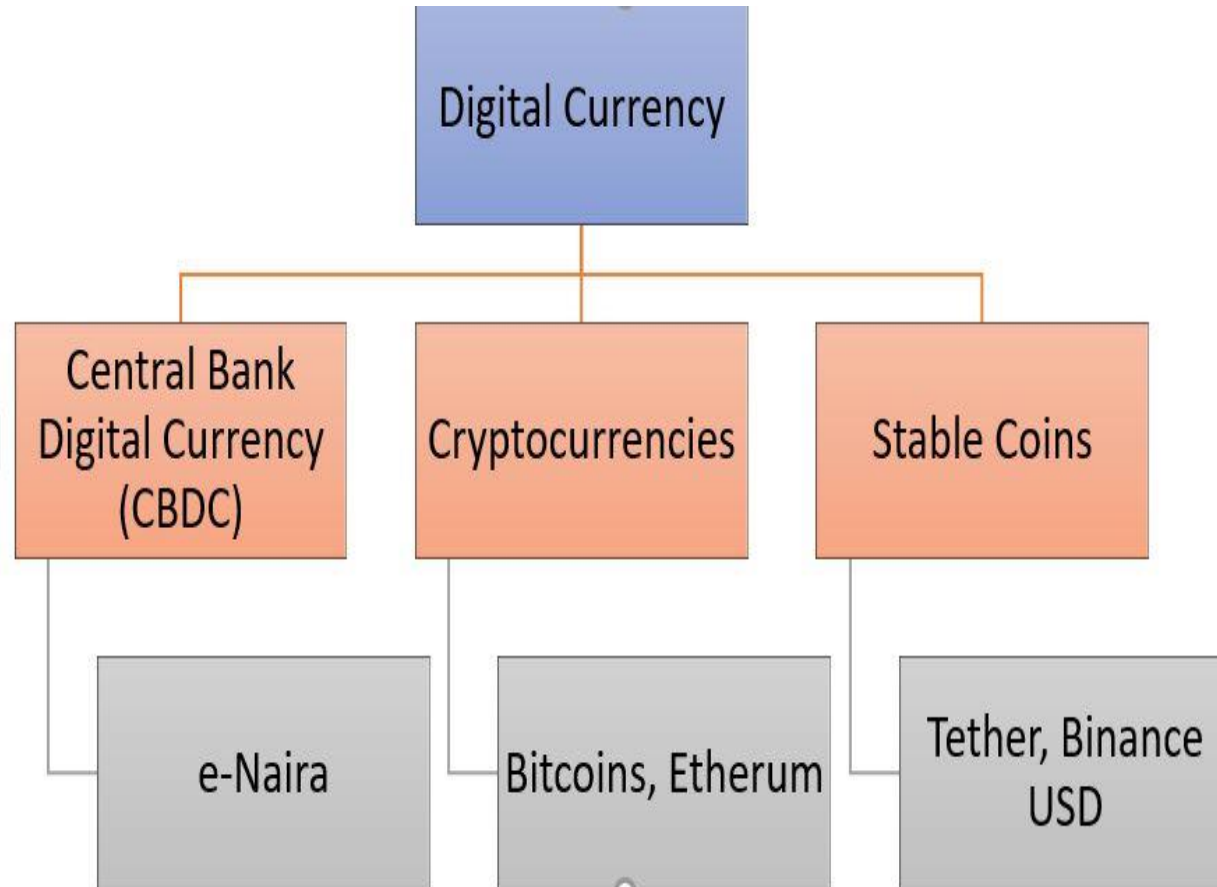 Digital Currency
Central Bank
Digital Currency
(CBDC)
Cryptocurrencies
Stable Coins
e-Naira
Bitcoins, Etherum
Tether, Binance
USD